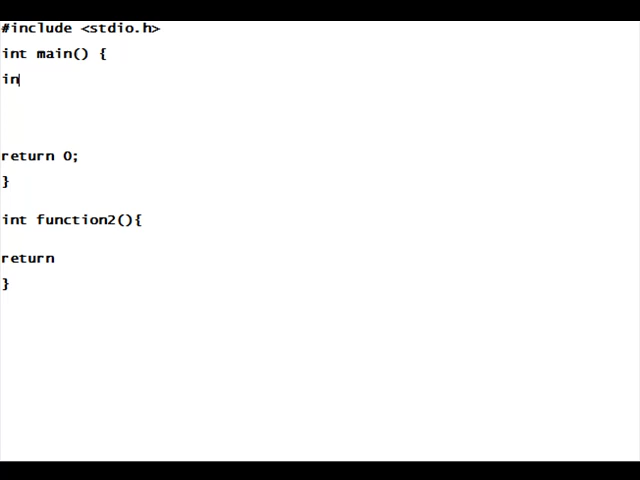 #include <stdio.h>
int main() {
in
return 0;
}
int function2(){
return
}